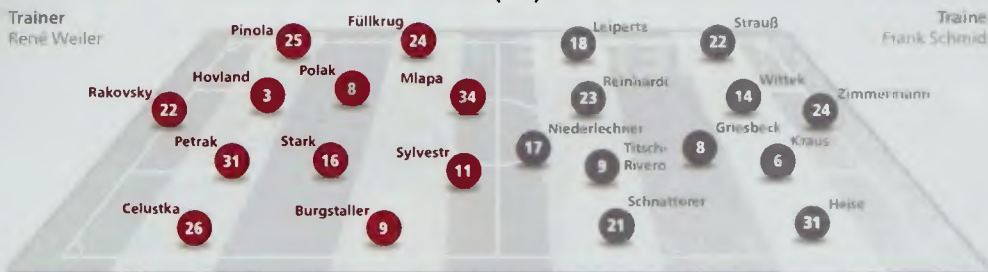 Trainer
René Weiler
Pinola
25
Füllkrug
24
Rakovsky
22
Hovland
3
Polak
8
Mlapa
34
Petrak
31
Stark
16
Sylvestr
11
Celustka
26
Burgstaller
9
Leipertz
18
Strauß
22
Traine
Frank Schmid
Reinhardt
23
Wittek
14
Zimmermann
24
Niederlechner
17
Titsch-
Rivero
9
Griesbeck
8
Kraus
6
Schnatterer
21
Heise
31